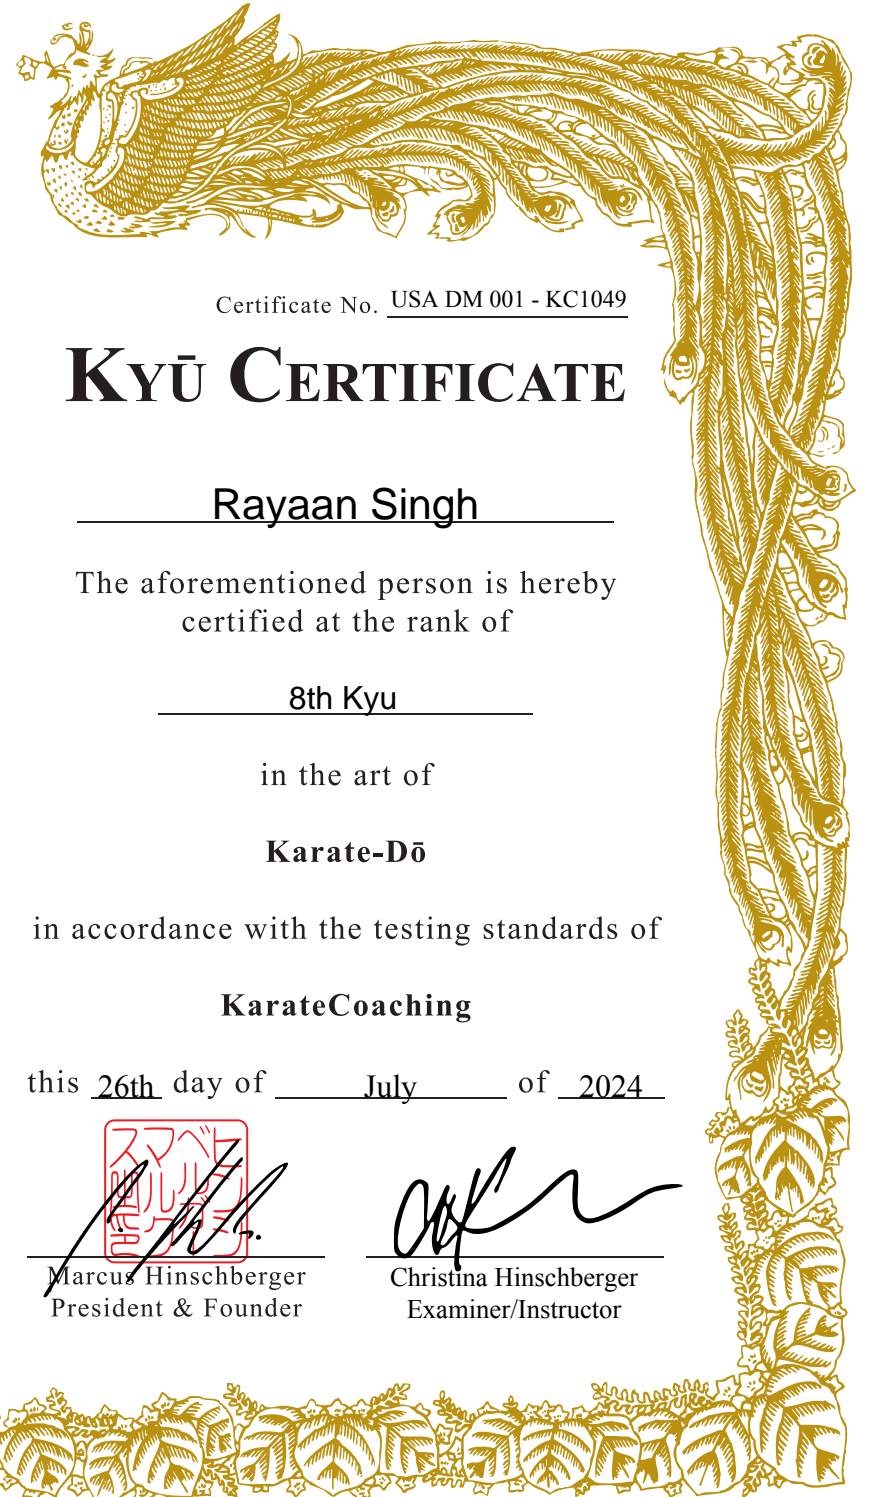 Certificate No. USA DM 001 - KC1049
KYŪ CERTIFICATE
Rayaan Singh
The aforementioned person is hereby
certified at the rank of
8th Kyu
in the art of
Karate-Dō
in accordance with the testing standards of
KarateCoaching
this 26th day of July of 2024
Marcus Hinschberger
President & Founder
Christina Hinschberger
Examiner/Instructor